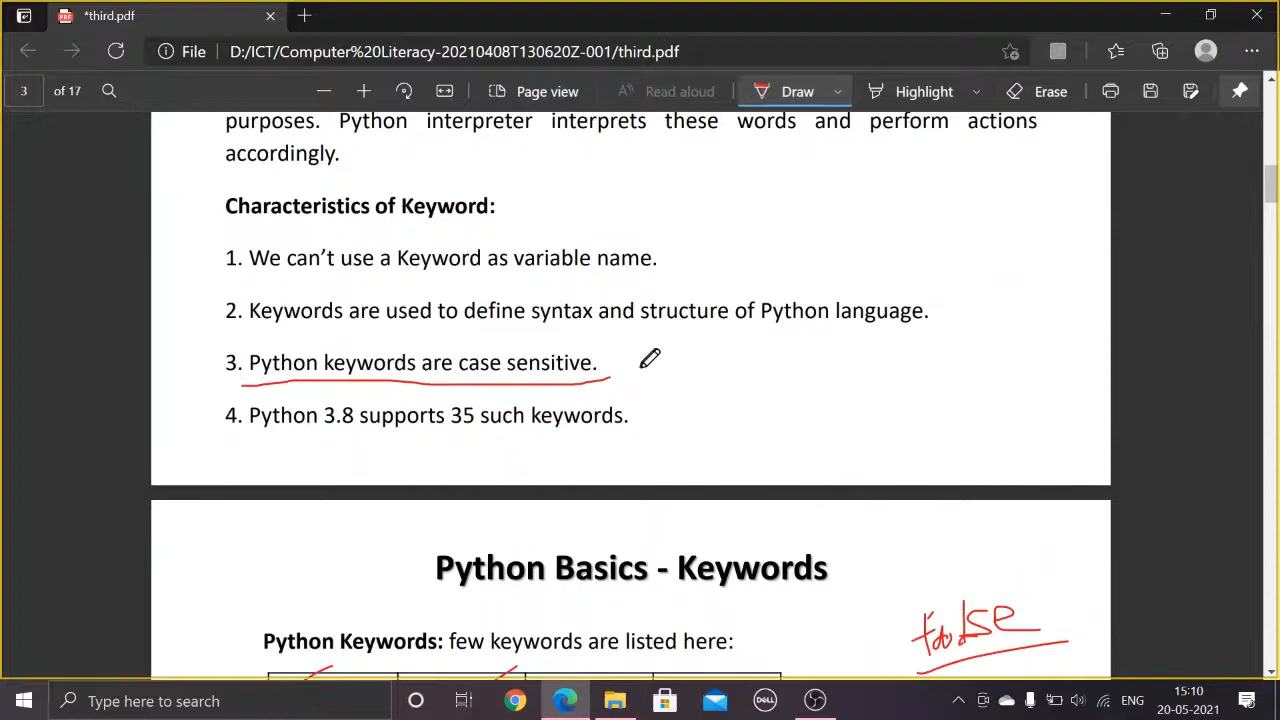 *third.pdf
File
D:/ICT/Computer%20Literacy-20210408T130620Z-001/third.pdf
3 of 17
Page view
Read aloud
Draw
Highlight
Erase
purposes. Python interpreter interprets these words and perform actions
accordingly.
Characteristics of Keyword:
1. We can’t use a Keyword as variable name.
2. Keywords are used to define syntax and structure of Python language.
3. Python keywords are case sensitive.
4. Python 3.8 supports 35 such keywords.
Python Basics - Keywords
false
Python Keywords: few keywords are listed here:
Type here to search
DELL
ENG
15:10
20-05-2021